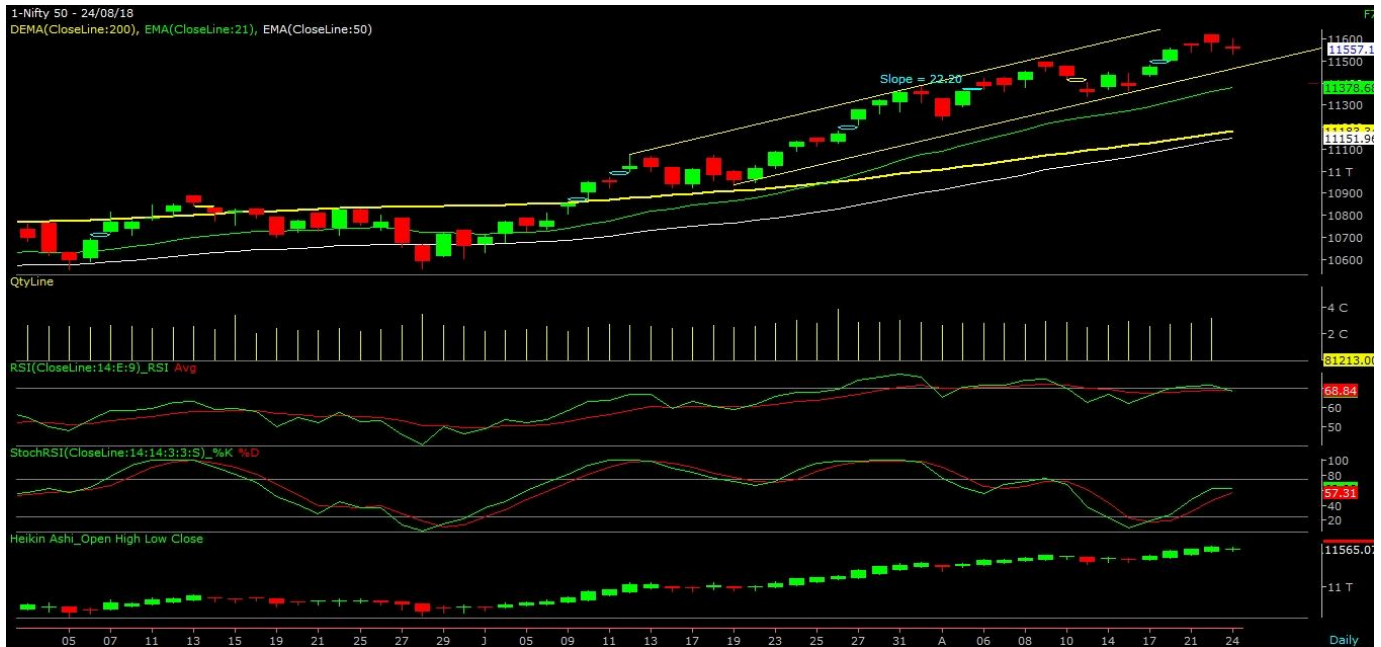 1-Nifty 50 - 24/08/18
DEMA(CloseLine:200), EMA(CloseLine:21), EMA(CloseLine:50)
11600
11557.1
11500
Slope = 22.20
11378.68
11300
11151.96
11100
11 T
10900
10800
10700
10600
QtyLine
4 C
2 C
81213.00
RSI(CloseLine:14:E:9)_RSI Avg
68.84
60
50
StochRSI(CloseLine:14:14:3:3:S)_%K %D
100
80
57.31
40
20
Heikin Ashi_Open High Low Close
11565.07
11 T
05 07 11 13 15 19 21 25 27 29 J 05 09 11 13 17 19 23 25 27 31 A 06 08 10 14 16 20 22 24 Daily